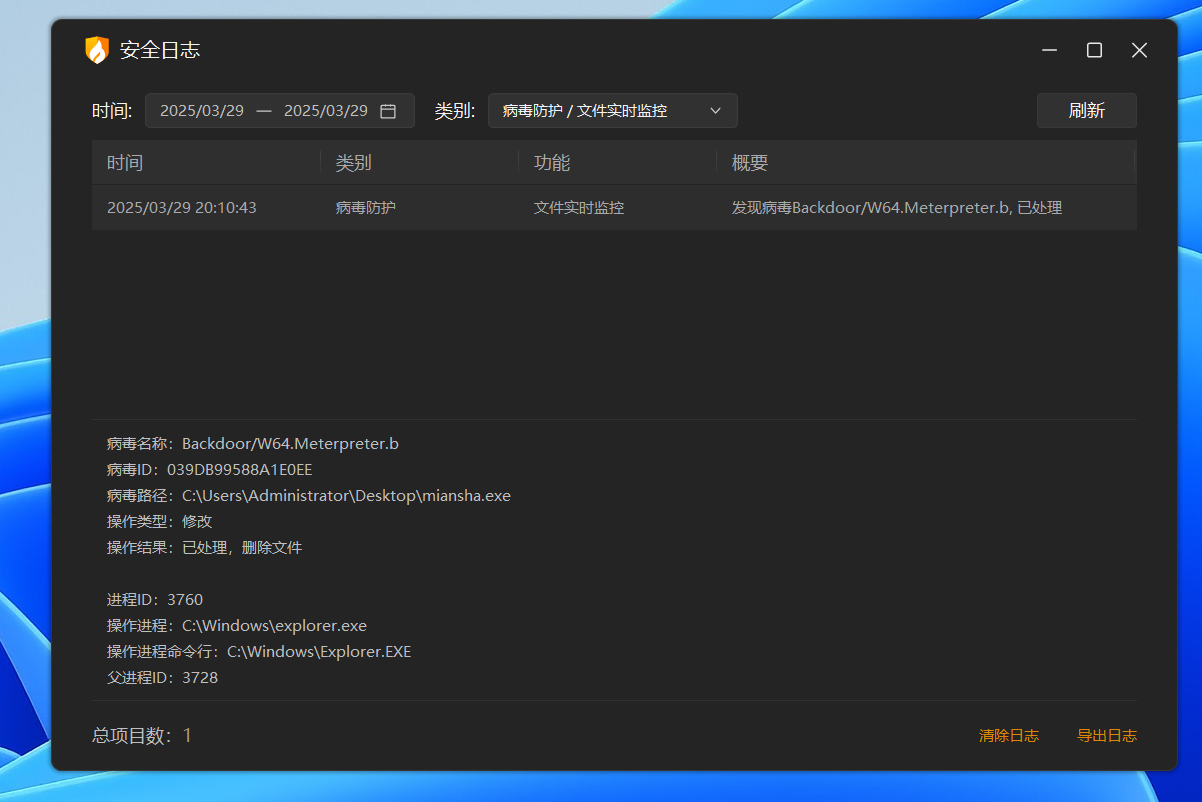 安全日志
时间: 2025/03/29 — 2025/03/29 类别: 病毒防护 / 文件实时监控 刷新
时间 类别 功能 概要
2025/03/29 20:10:43 病毒防护 文件实时监控 发现病毒Backdoor/W64.Meterpreter.b, 已处理
病毒名称：Backdoor/W64.Meterpreter.b
病毒ID：039DB99588A1E0EE
病毒路径：C:\Users\Administrator\Desktop\miansha.exe
操作类型：修改
操作结果：已处理，删除文件
进程ID：3760
操作进程：C:\Windows\explorer.exe
操作进程命令行：C:\Windows\Explorer.EXE
父进程ID：3728
总项目数：1 清除日志 导出日志